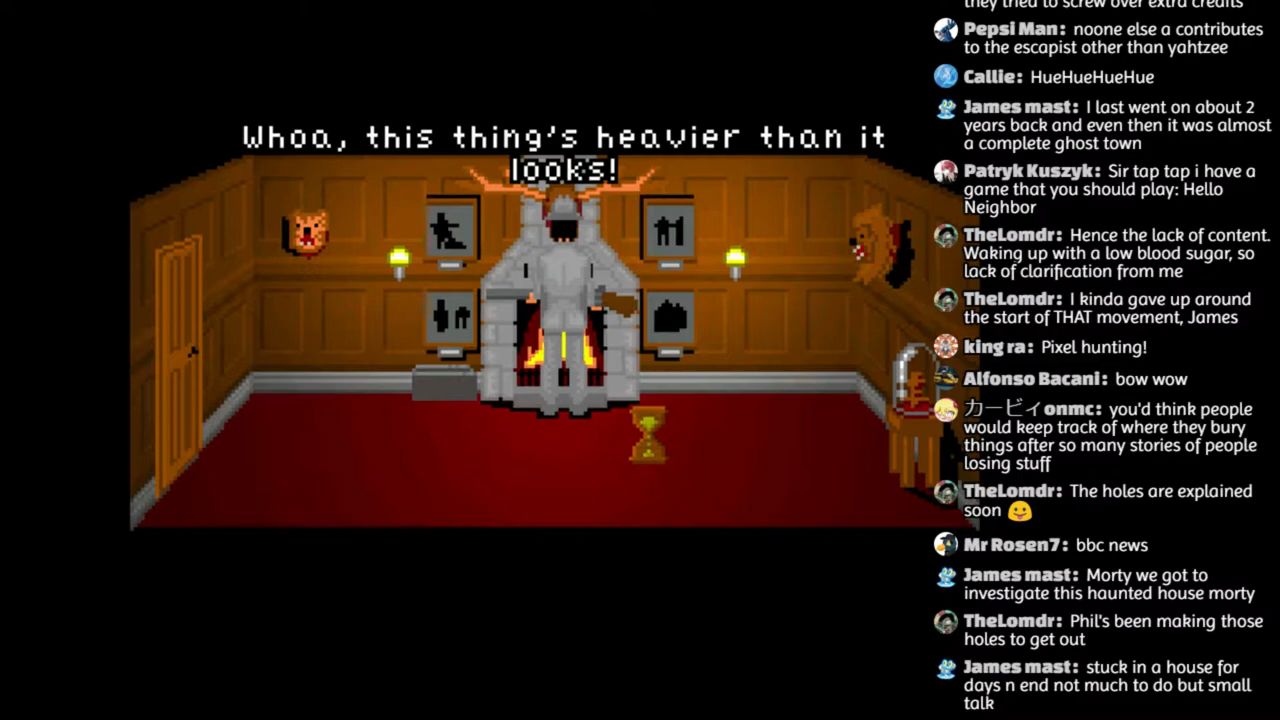 Whoa, this thing's heavier than it
looks!
they tried to screw over extra credits
Pepsi Man: noone else a contributes
to the escapist other than yahtzee
Callie: HueHueHueHue
James mast: I last went on about 2
years back and even then it was almost
a complete ghost town
Patryk Kuszyk: Sir tap tap i have a
game that you should play: Hello
Neighbor
TheLomdr: Hence the lack of content.
Waking up with a low blood sugar, so
lack of clarification from me
TheLomdr: I kinda gave up around
the start of THAT movement, James
king ra: Pixel hunting!
Alfonso Bacani: bow wow
カービィonmc: you'd think people
would keep track of where they bury
things after so many stories of people
losing stuff
TheLomdr: The holes are explained
soon 😛
Mr Rosen7: bbc news
James mast: Morty we got to
investigate this haunted house morty
TheLomdr: Phil's been making those
holes to get out
James mast: stuck in a house for
days n end not much to do but small
talk